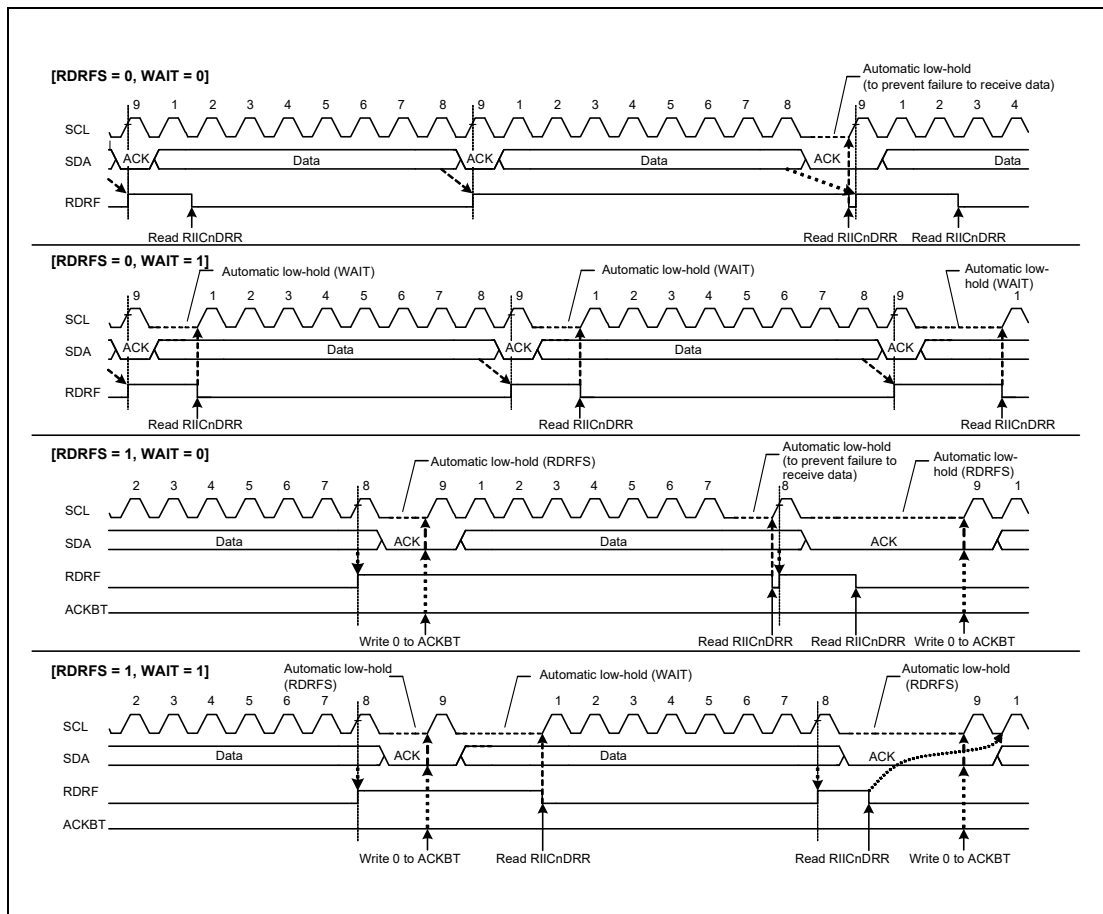 [RDRFS = 0, WAIT = 0]
Automatic low-hold
(to prevent failure to receive data)
9 1 2 3 4 5 6 7 8 9 1 2 3 4 5 6 7 8 9 1 2 3 4
SCL
SDA ACK Data ACK Data ACK Data
RDRF
Read RIICnDRR Read RIICnDRR Read RIICnDRR
[RDRFS = 0, WAIT = 1]
Automatic low-hold (WAIT) Automatic low-hold (WAIT) Automatic low-
hold (WAIT)
9 1 2 3 4 5 6 7 8 9 1 2 3 4 5 6 7 8 9 1
SCL
SDA ACK Data ACK Data ACK
RDRF
Read RIICnDRR Read RIICnDRR Read RIICnDRR
[RDRFS = 1, WAIT = 0]
Automatic low-hold (RDRFS) Automatic low-hold
(to prevent failure to
receive data) Automatic low-
hold (RDRFS)
2 3 4 5 6 7 8 9 1 2 3 4 5 6 7 8 9 1
SCL
SDA Data ACK Data ACK
RDRF
ACKBT
Write 0 to ACKBT Read RIICnDRR Read RIICnDRR Write 0 to ACKBT
[RDRFS = 1, WAIT = 1]
Automatic low-hold
(RDRFS) Automatic low-hold (WAIT) Automatic low-hold
(RDRFS)
2 3 4 5 6 7 8 9 1 2 3 4 5 6 7 8 9 1
SCL
SDA Data ACK Data ACK
RDRF
ACKBT
Write 0 to ACKBT Read RIICnDRR Read RIICnDRR Write 0 to ACKBT